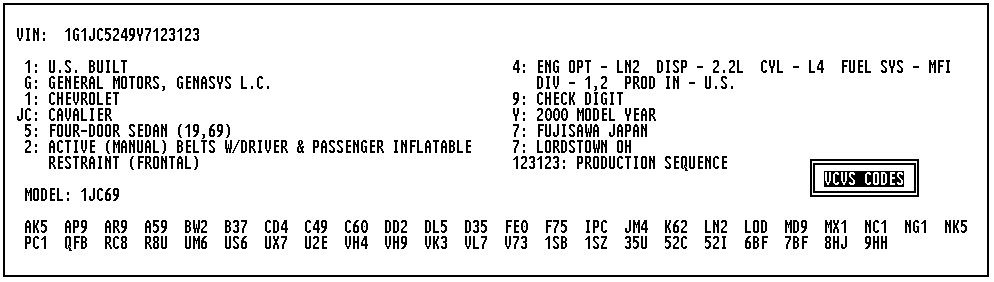 VIN: 1G1JC5249Y7123123
1: U.S. BUILT
G: GENERAL MOTORS, GENASYS L.C.
1: CHEVROLET
JC: CAVALIER
5: FOUR-DOOR SEDAN (19,69)
2: ACTIVE (MANUAL) BELTS W/DRIVER & PASSENGER INFLATABLE
RESTRAINT (FRONTAL)
4: ENG OPT - LN2 DISP - 2.2L CYL - L4 FUEL SYS - MFI
DIV - 1,2 PROD IN - U.S.
9: CHECK DIGIT
Y: 2000 MODEL YEAR
7: FUJISAWA JAPAN
7: LORDSTOWN OH
123123: PRODUCTION SEQUENCE
VCVS CODES
MODEL: 1JC69
AK5 AP9 AR9 A59 BW2 B37 CD4 C49 C60 DD2 DL5 D35 FE0 F75 IPC JM4 K62 LN2 LOD MD9 MX1 NC1 NG1 NK5
PC1 QFB RC8 R8U UM6 US6 UX7 U2E VH4 VH9 VK3 VL7 V73 1SB 1SZ 35U 52C 52I 6BF 7BF 8HJ 9HH